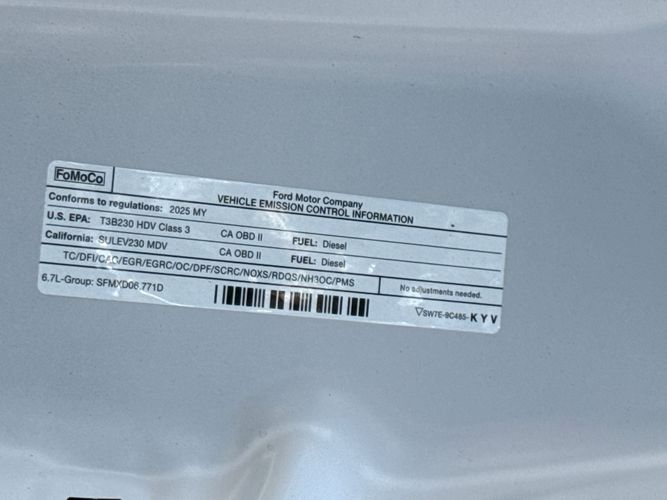 FoMoCo
Ford Motor Company
VEHICLE EMISSION CONTROL INFORMATION
Conforms to regulations: 2025 MY
U.S. EPA: T3B230 HDV Class 3 CA OBD II FUEL: Diesel
California: SULEV230 MDV CA OBD II FUEL: Diesel
TC/DFI/CAC/EGR/EGRC/OC/DPF/SCRC/NOXS/RDQS/NH3OC/PMS
No adjustments needed.
6.7L-Group: SFMXD06.771D
SW7E-9C485-KYV